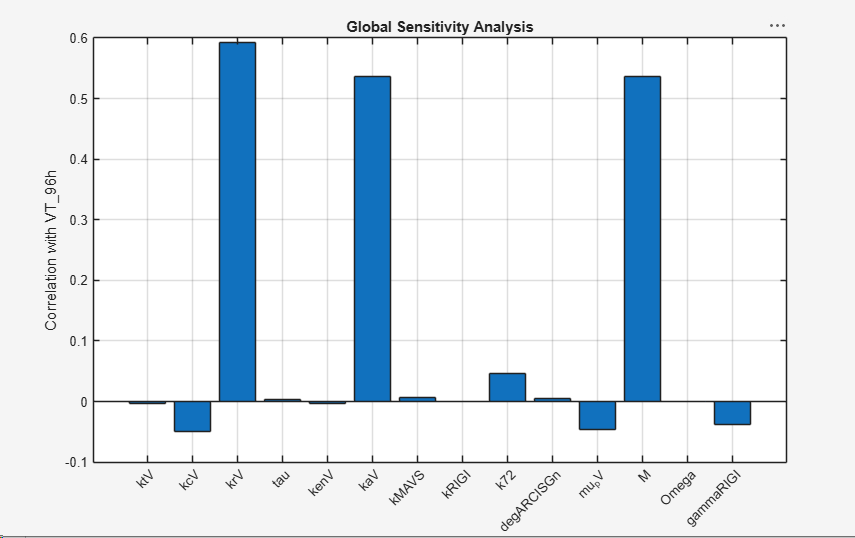 Global Sensitivity Analysis
Correlation with VT_96h
0.6
0.5
0.4
0.3
0.2
0.1
0
-0.1
ktV
kcV
krV
tau
kenV
kaV
kMAVS
kRIGI
k72
degARCISGn
mupV
M
Omega
gammaRIGI